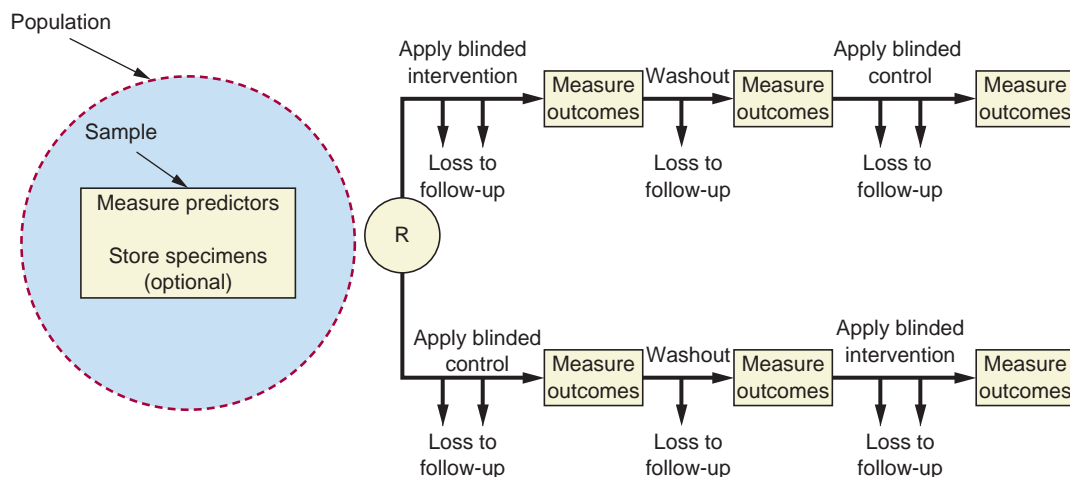 Population
Sample
Measure predictors
Store specimens
(optional)
R
Apply blinded
intervention
Measure
outcomes
Washout
Measure
outcomes
Apply blinded
control
Measure
outcomes
Loss to
follow-up
Loss to
follow-up
Loss to
follow-up
Apply blinded
control
Measure
outcomes
Washout
Measure
outcomes
Apply blinded
intervention
Measure
outcomes
Loss to
follow-up
Loss to
follow-up
Loss to
follow-up